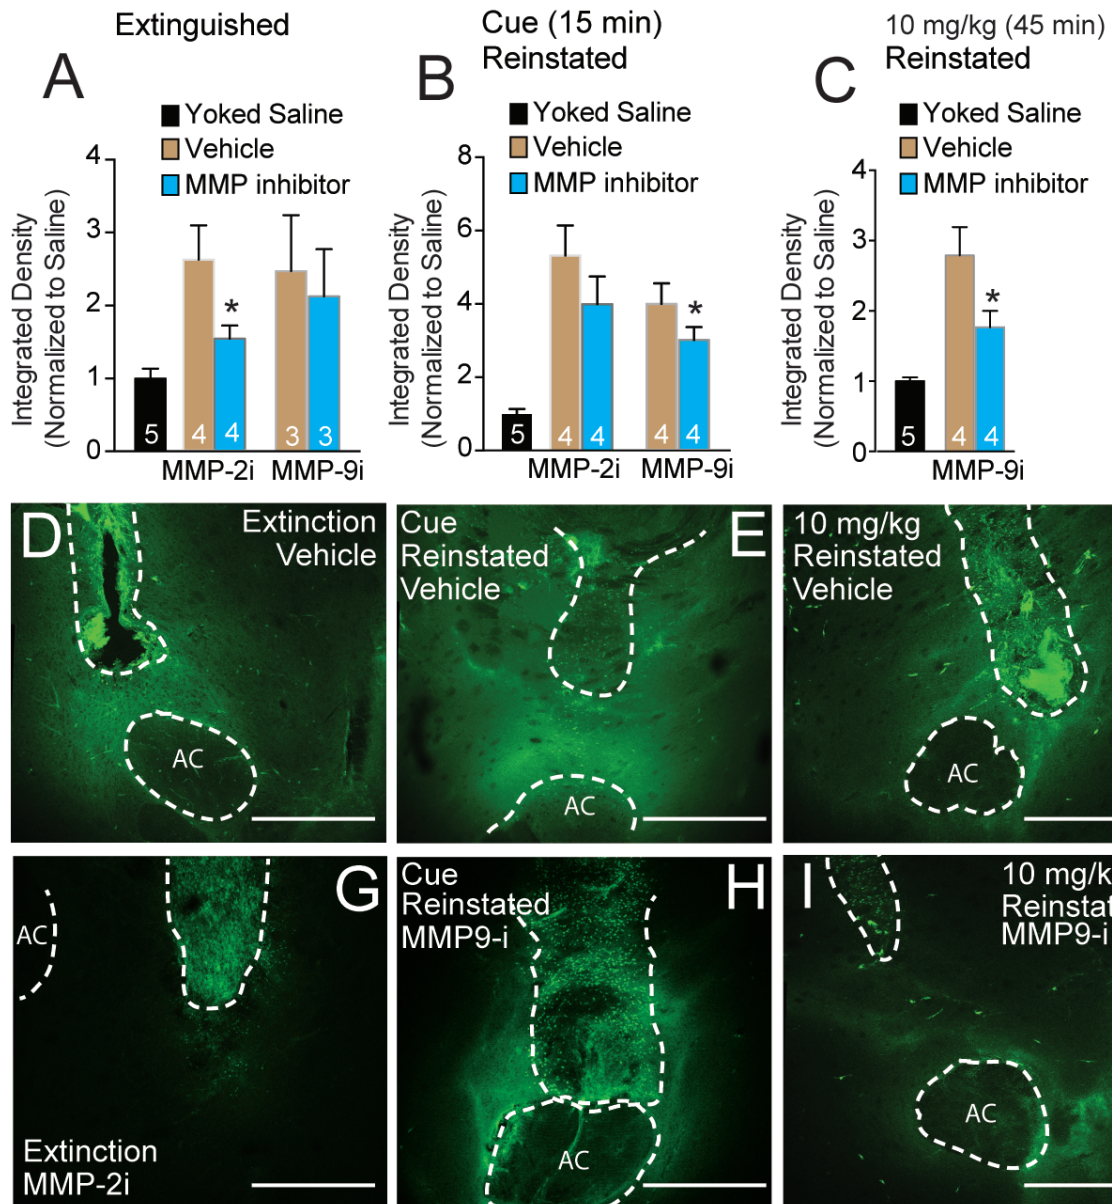 Extinguished
A
Yoked Saline
Vehicle
MMP inhibitor
Integrated Density
(Normalized to Saline)
4
3
2
1
0
5
4
4
3
3
*
MMP-2i
MMP-9i
Cue (15 min)
Reinstated
B
Yoked Saline
Vehicle
MMP inhibitor
Integrated Density
(Normalized to Saline)
8
6
4
2
0
5
4
4
4
4
*
MMP-2i
MMP-9i
10 mg/kg (45 min)
Reinstated
C
Yoked Saline
Vehicle
MMP inhibitor
Integrated Density
(Normalized to Saline)
4
3
2
1
0
5
4
4
*
MMP-9i
D
Extinction
Vehicle
AC
Cue
Reinstated
Vehicle
E
AC
10 mg/kg
Reinstated
Vehicle
AC
G
AC
Extinction
MMP-2i
Cue
Reinstated
MMP9-i
H
AC
I
10 mg/k
Reinstat
MMP9-i
AC